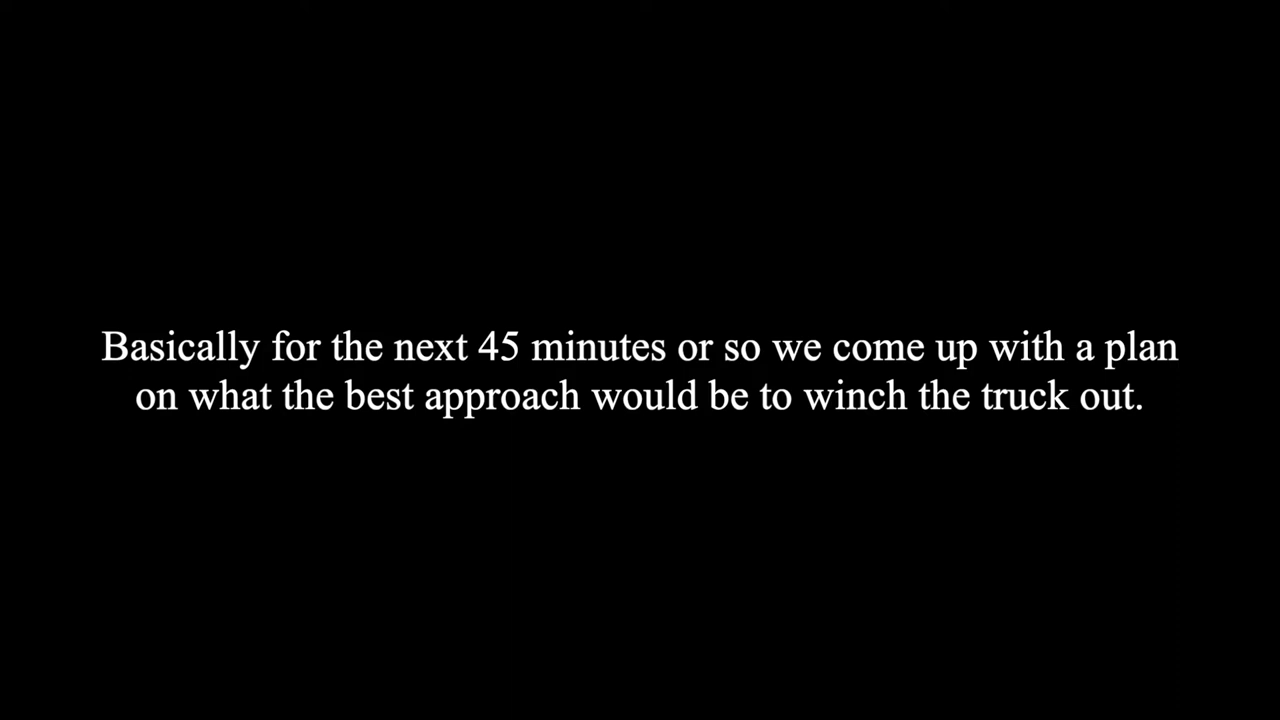 Basically for the next 45 minutes or so we come up with a plan
on what the best approach would be to winch the truck out.